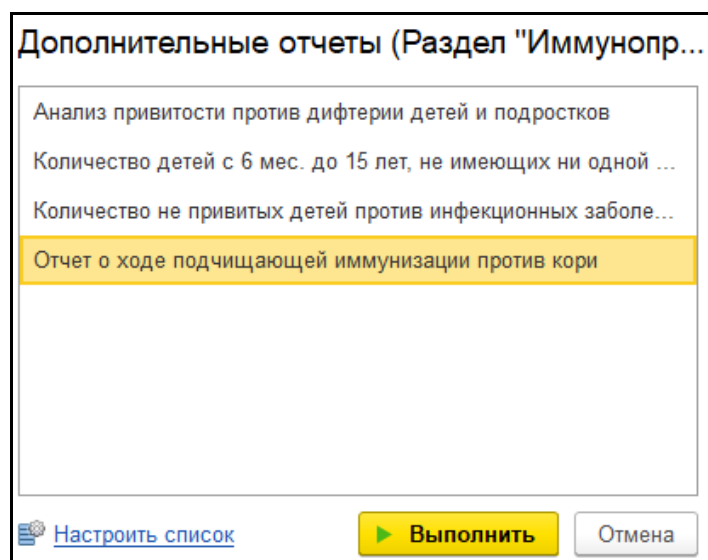 Дополнительные отчеты (Раздел "Иммунопр...
Анализ привитости против дифтерии детей и подростков
Количество детей с 6 мес. до 15 лет, не имеющих ни одной ...
Количество не привитых детей против инфекционных заболе...
Отчет о ходе подчищающей иммунизации против кори
Настроить список
Выполнить
Отмена